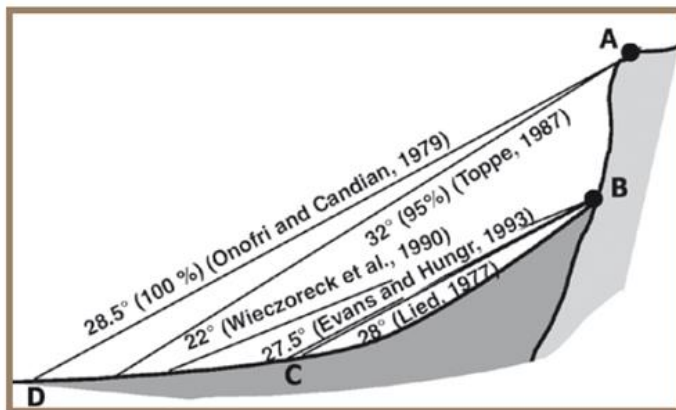 A
B
28.5° (100 %) (Onofri and Candian, 1979)
32° (95%) (Toppe, 1987)
22° (Wieczoreck et al., 1990)
27.5° (Evans and Hungr, 1993)
28° (Lied, 1977)
C
D